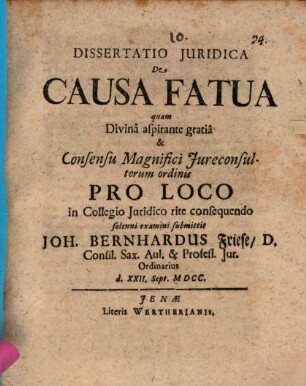 10. 94.
DISSERTATIO JURIDICA
De
CAUSA FATUA
quam
Divinâ aſpirante gratiâ
&
Conſenſu Magnifici Jureconſul-
torum ordinis
PRO LOCO
in Collegio Juridico rite conſequendo
ſolenni examini ſubmittit
JOH. BERNHARDUS Frieſe/ D.
Conſil. Sax. Aul. & Profeſſ. Jur.
Ordinarius
d. XXII, Sept. MDCC.
JENÆ
Literis WERTHERIANIS,